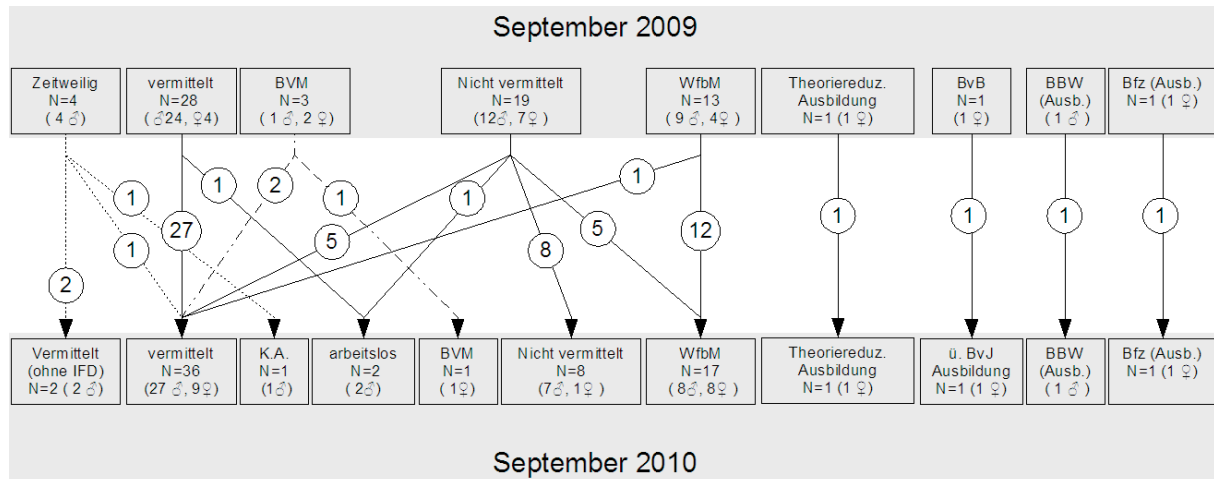 September 2009
Zeitweilig
N=4
( 4 ♂)
vermittelt
N=28
(♂24, ♀4)
BVM
N=3
( 1 ♂, 2 ♀)
Nicht vermittelt
N=19
(12♂, 7♀)
WfbM
N=13
( 9 ♂, 4♀ )
Theoriereduz.
Ausbildung
N=1 (1 ♀)
BvB
N=1
(1 ♀)
BBW
(Ausb.)
( 1 ♂)
Bfz (Ausb.)
N=1 (1 ♀)
1
1
2
1
1
1
27
1
5
8
5
12
1
1
1
1
2
Vermittelt
(ohne IFD)
N=2 ( 2 ♂)
vermittelt
N=36
(27 ♂, 9♀)
K.A.
N=1
(1♂)
arbeitslos
N=2
( 2♂)
BVM
N=1
( 1♀)
Nicht vermittelt
N=8
(7♂, 1♀)
WfbM
N=17
( 8♂, 8♀ )
Theoriereduz.
Ausbildung
N=1 (1 ♀)
ü. BvJ
Ausbildung
N=1 (1 ♀)
BBW
(Ausb.)
( 1 ♂)
Bfz (Ausb.)
N=1 (1 ♀)
September 2010